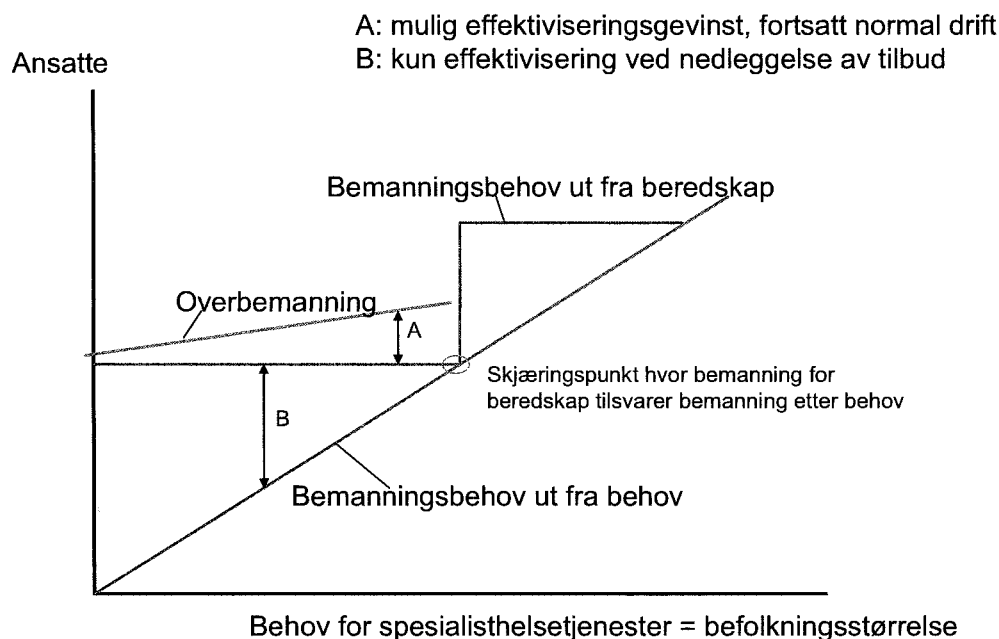 A: mulig effektiviseringsgevinst, fortsatt normal drift
B: kun effektivisering ved nedleggelse av tilbud
Ansatte
Bemanningsbehov ut fra beredskap
Overbemanning
A
Skjæringspunkt hvor bemanning for
beredskap tilsvarer bemanning etter behov
B
Bemanningsbehov ut fra behov
Behov for spesialisthelsetjenester = befolkningsstørrelse